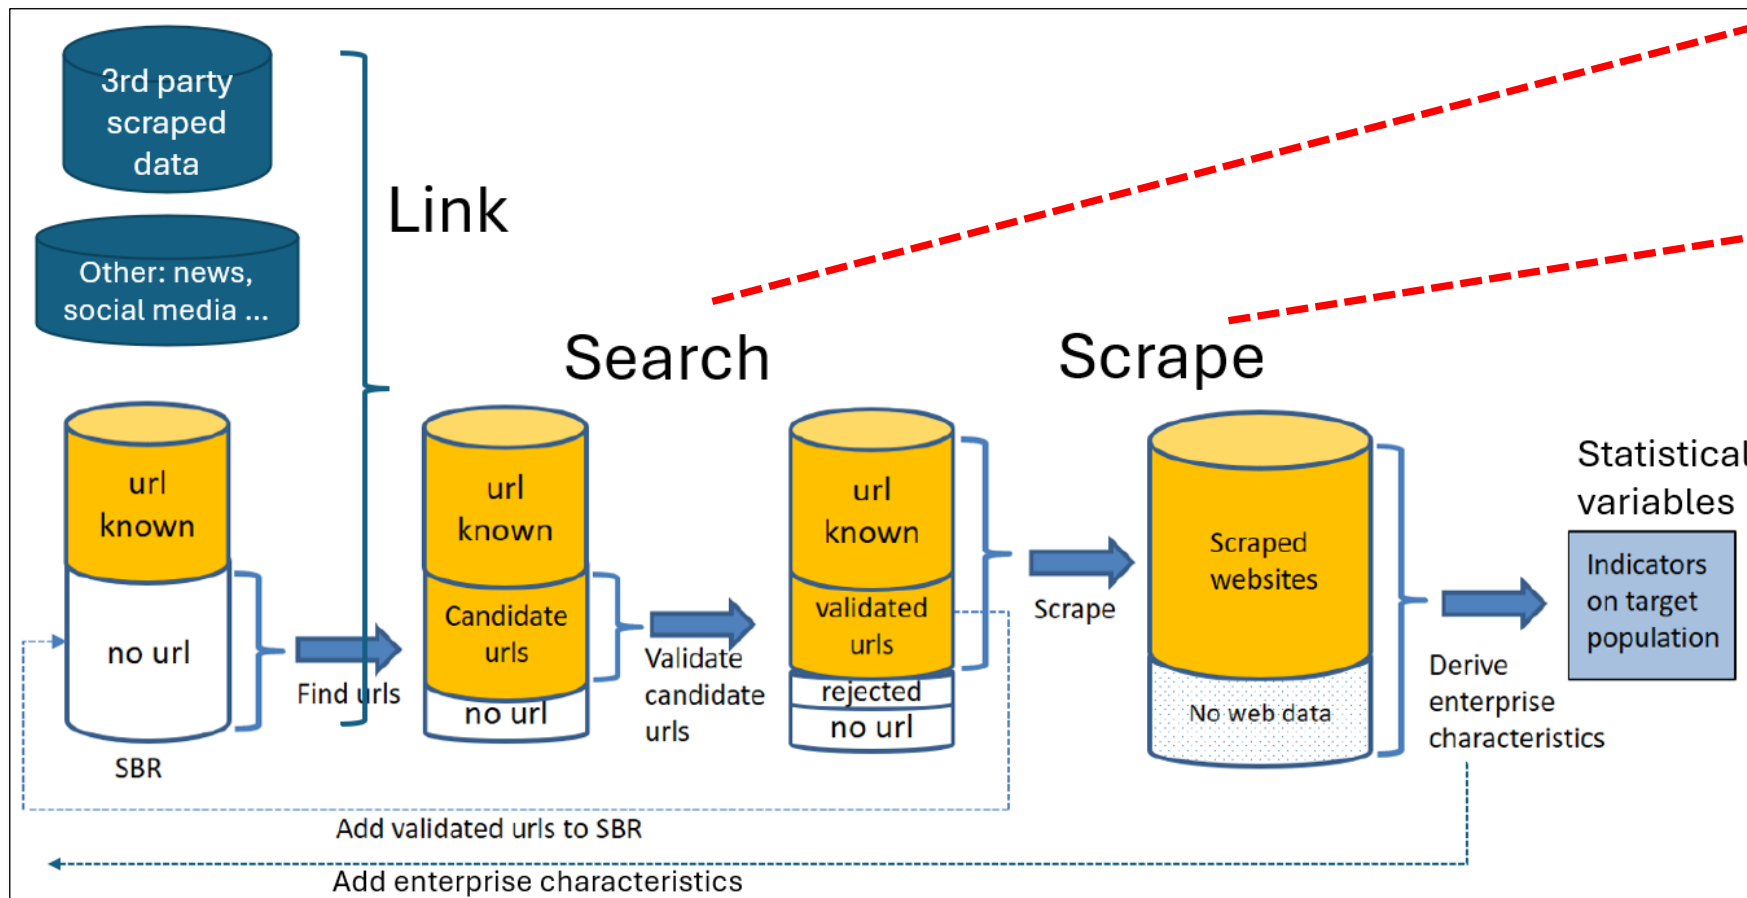 3rd party
scraped
data
Link
Other: news,
social media ...
Search
Scrape
url
known
no url
SBR
Find urls
url
known
Candidate
urls
no url
Validate
candidate
urls
url
known
validated
urls
rejected
no url
Scrape
Scraped
websites
No web data
Derive
enterprise
characteristics
Statistical
variables
Indicators
on target
population
Add validated urls to SBR
Add enterprise characteristics